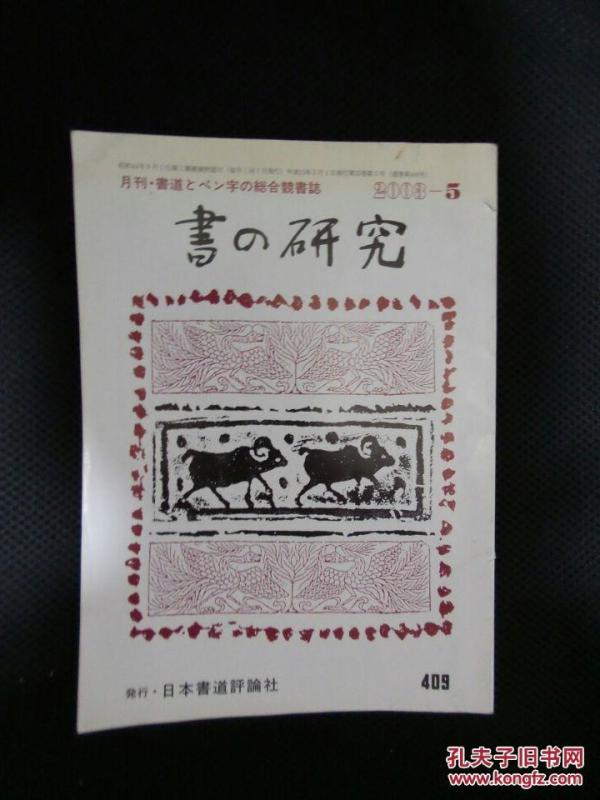 月刊・書道とペン字の総合競書誌 2003-5
書の研究
発行・日本書道評論社 409
孔夫子旧书网
www.kongfz.com